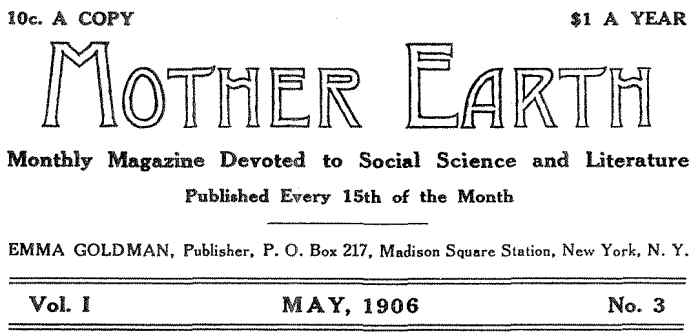 10c. A COPY $1 A YEAR
MOTHER EARTH
Monthly Magazine Devoted to Social Science and Literature
Published Every 15th of the Month
EMMA GOLDMAN, Publisher, P. O. Box 217, Madison Square Station, New York, N. Y.
Vol. I MAY, 1906 No. 3